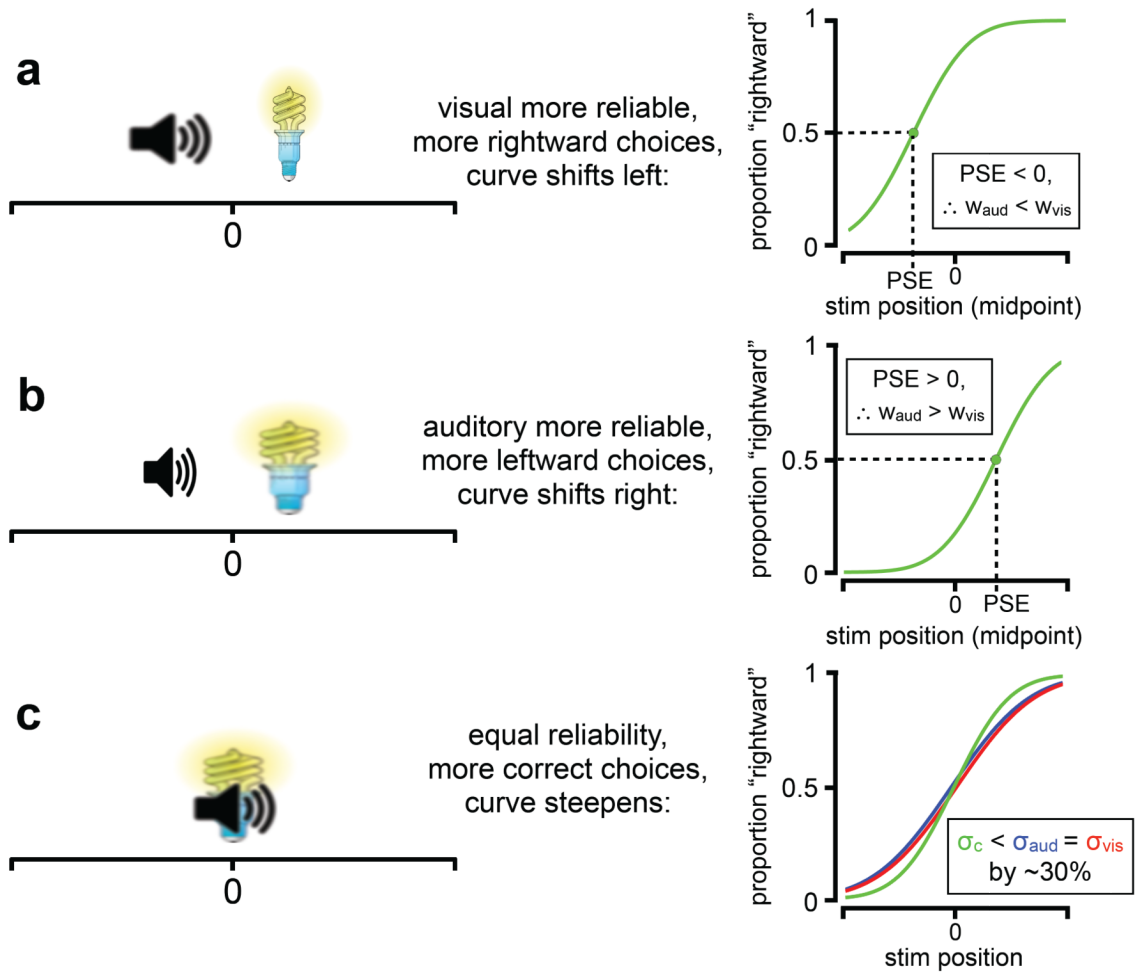 a
visual more reliable,
more rightward choices,
curve shifts left:
proportion “rightward”
1
0.5
0
PSE < 0,
∴ waud < wvis
0
PSE
0
stim position (midpoint)
b
auditory more reliable,
more leftward choices,
curve shifts right:
proportion “rightward”
1
0.5
0
PSE > 0,
∴ waud > wvis
0
0
PSE
stim position (midpoint)
c
equal reliability,
more correct choices,
curve steepens:
proportion “rightward”
1
0.5
0
σc < σaud = σvis
by ~30%
0
0
stim position